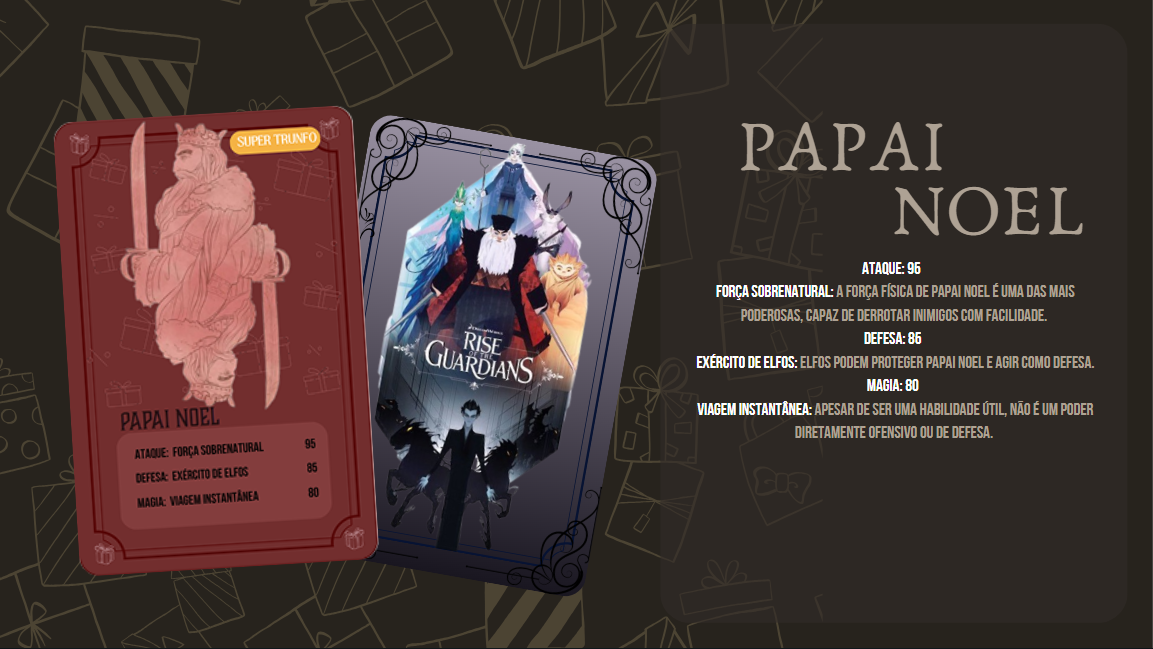 SUPER TRUNFO
PAPAI NOEL
ATAQUE: FORÇA SOBRENATURAL 95
DEFESA: EXÉRCITO DE ELFOS 85
MAGIA: VIAGEM INSTANTÂNEA 80
RISE
OF THE
GUARDIANS
PAPAI
NOEL
ATAQUE: 95
FORÇA SOBRENATURAL: A FORÇA FÍSICA DE PAPAI NOEL É UMA DAS MAIS
PODEROSAS, CAPAZ DE DERROTAR INIMIGOS COM FACILIDADE.
DEFESA: 85
EXÉRCITO DE ELFOS: ELFOS PODEM PROTEGER PAPAI NOEL E AGIR COMO DEFESA.
MAGIA: 80
VIAGEM INSTANTÂNEA: APESAR DE SER UMA HABILIDADE ÚTIL, NÃO É UM PODER
DIRETAMENTE OFENSIVO OU DE DEFESA.